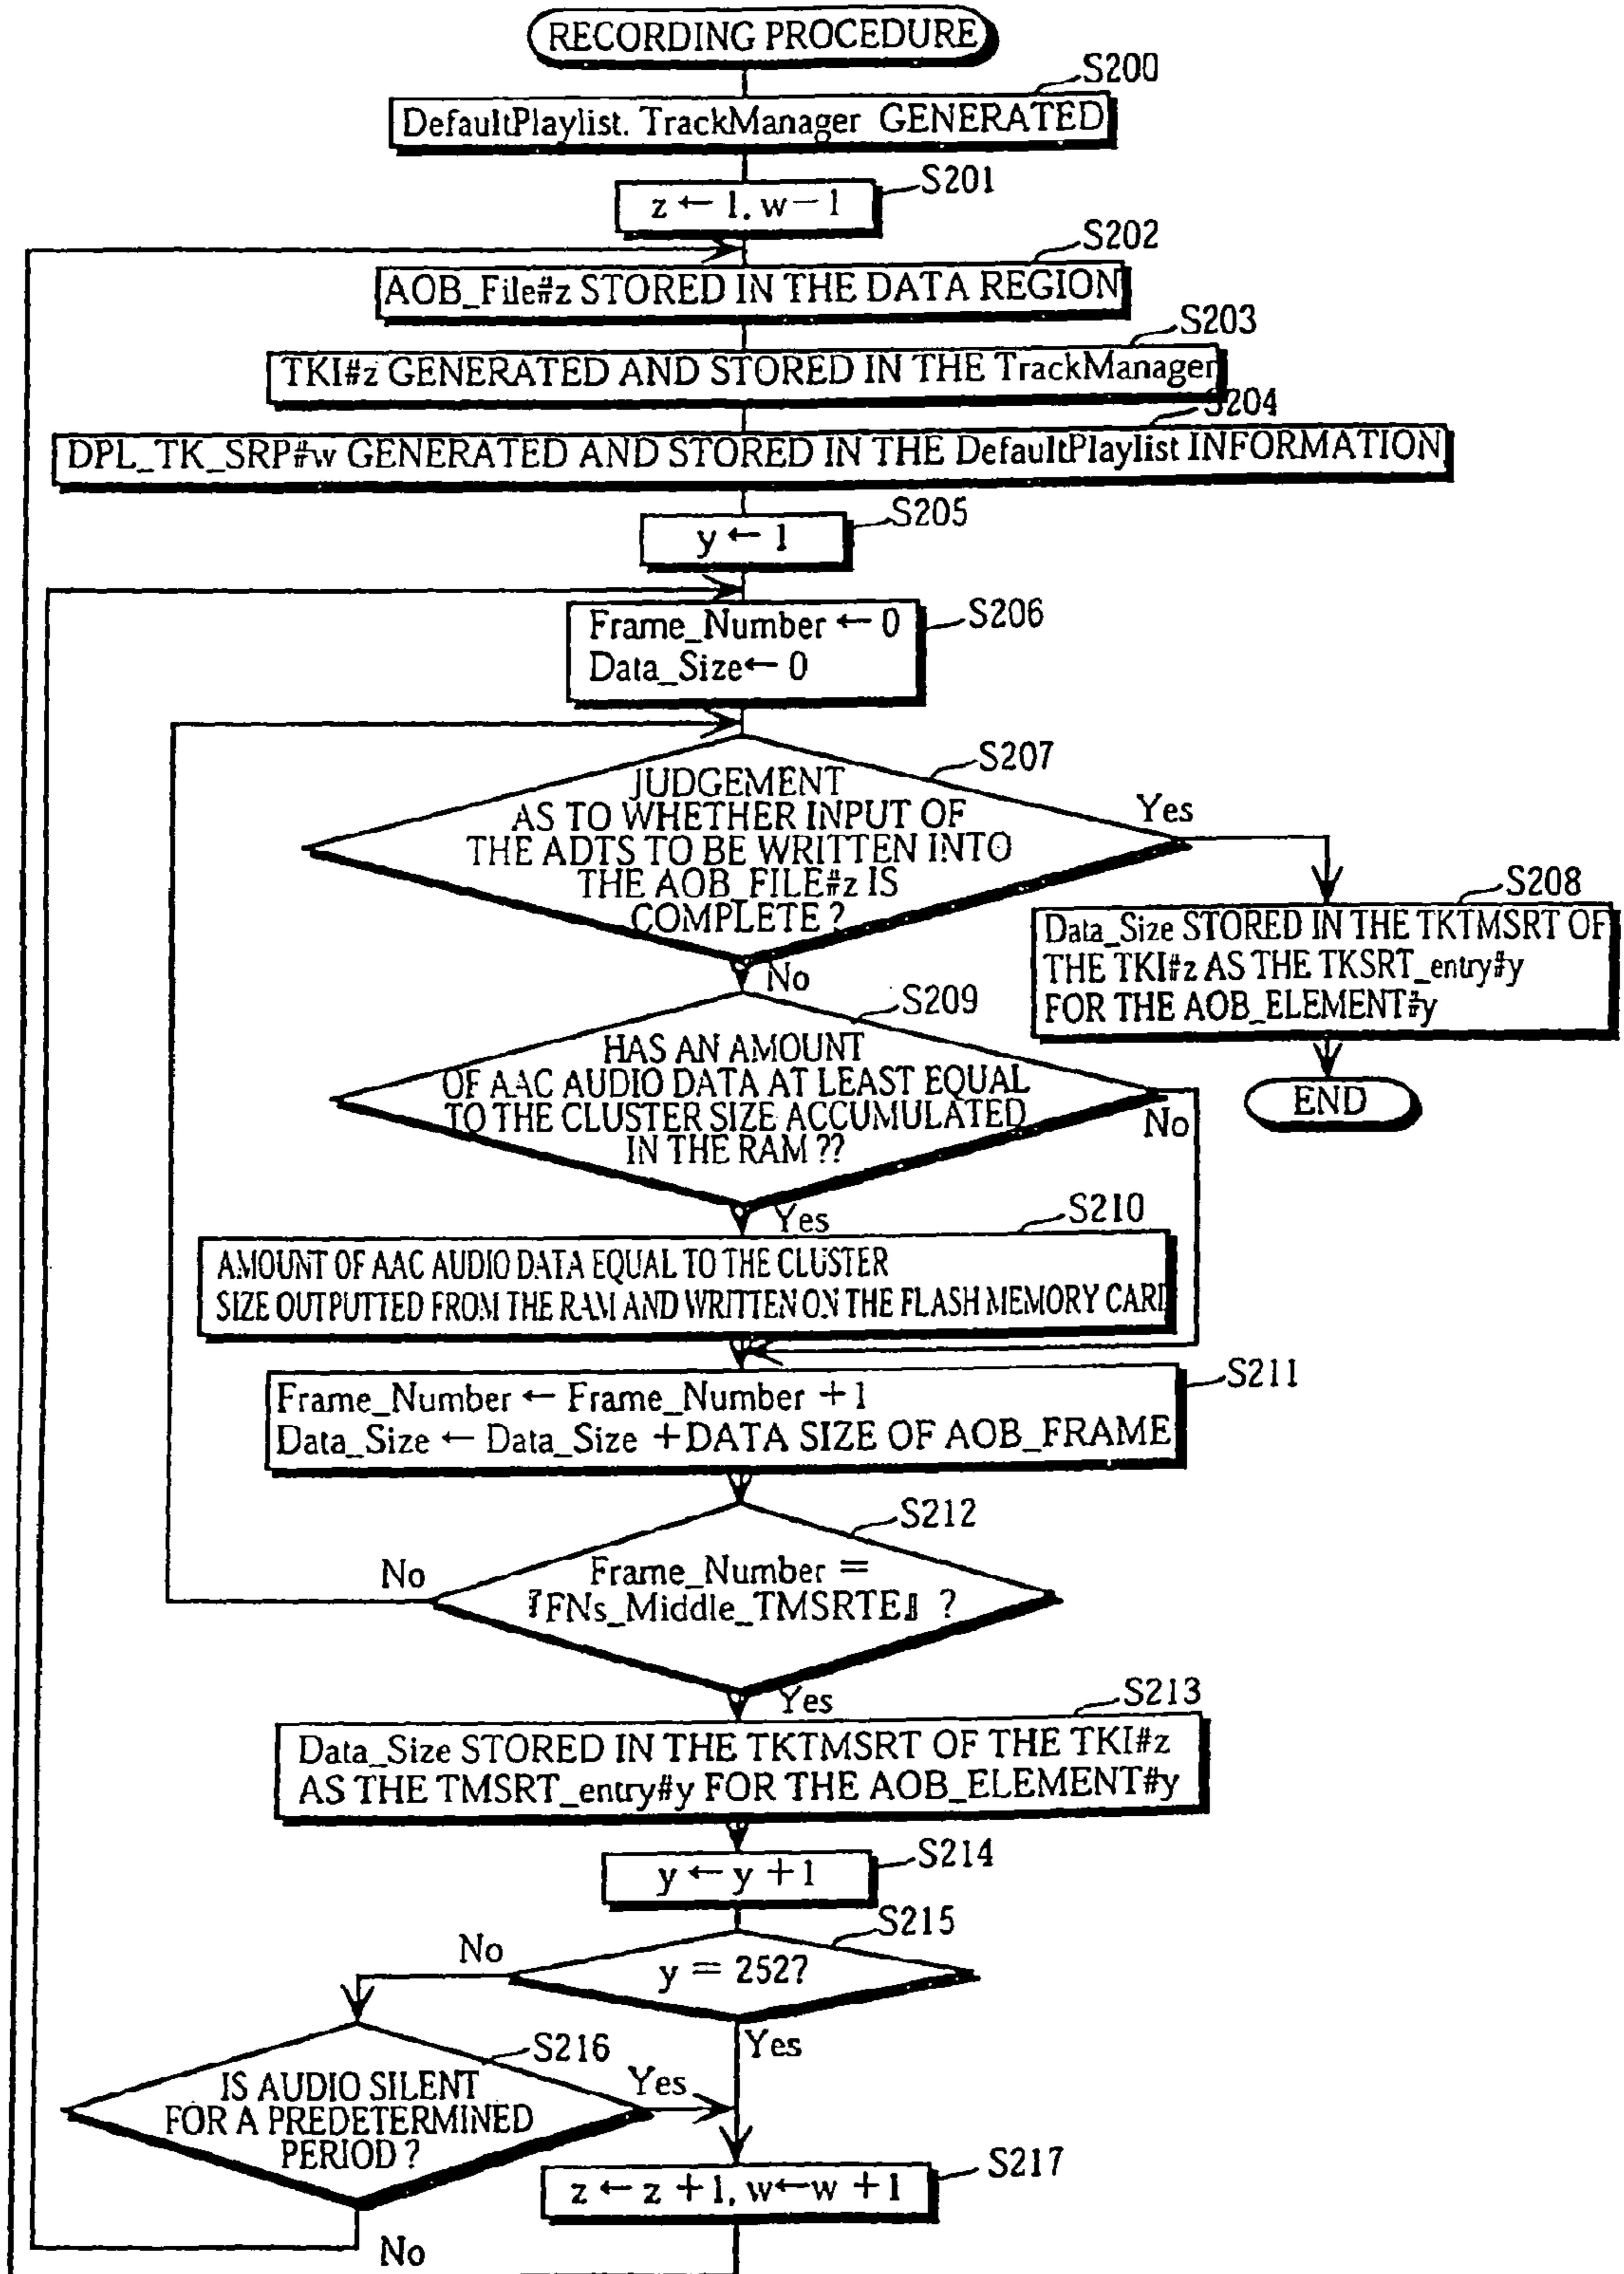 RECORDING PROCEDURE
S200
DefaultPlaylist. TrackManager GENERATED
S201
z ← 1. w－1
S202
AOB_File#z STORED IN THE DATA REGION
S203
TKI#z GENERATED AND STORED IN THE TrackManager
S204
DPL_TK_SRP#w GENERATED AND STORED IN THE DefaultPlaylist INFORMATION
S205
y ← 1
S206
Frame_Number ← 0
Data_Size← 0
S207
JUDGEMENT
AS TO WHETHER INPUT OF
THE ADTS TO BE WRITTEN INTO
THE AOB_FILE#z IS
COMPLETE ?
Yes
No
S208
Data_Size STORED IN THE TKTMSRT OF
THE TKI#z AS THE TKSRT_entry#y
FOR THE AOB_ELEMENT#y
END
S209
HAS AN AMOUNT
OF AAC AUDIO DATA AT LEAST EQUAL
TO THE CLUSTER SIZE ACCUMULATED
IN THE RAM ??
No
Yes
S210
AMOUNT OF AAC AUDIO DATA EQUAL TO THE CLUSTER
SIZE OUTPUTTED FROM THE RAM AND WRITTEN ON THE FLASH MEMORY CARD
S211
Frame_Number ← Frame_Number +1
Data_Size ← Data_Size +DATA SIZE OF AOB_FRAME
S212
Frame_Number =
『FNs_Middle_TMSRTE』 ?
No
Yes
S213
Data_Size STORED IN THE TKTMSRT OF THE TKI#z
AS THE TMSRT_entry#y FOR THE AOB_ELEMENT#y
S214
y ← y +1
S215
y = 252?
No
Yes
S216
IS AUDIO SILENT
FOR A PREDETERMINED
PERIOD ?
Yes
No
S217
z ← z +1, w←w +1